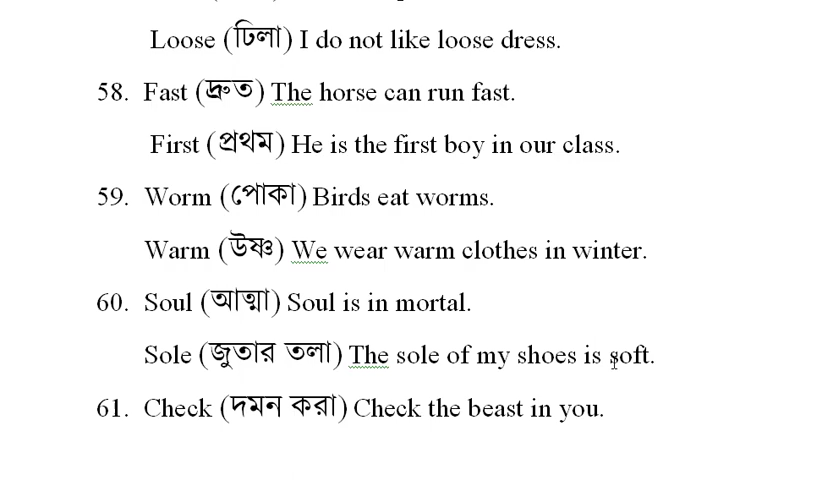 Loose (ঢিলা) I do not like loose dress.
58. Fast (দ্রুত) The horse can run fast.
First (প্রথম) He is the first boy in our class.
59. Worm (পোকা) Birds eat worms.
Warm (উষ্ণ) We wear warm clothes in winter.
60. Soul (আত্মা) Soul is in mortal.
Sole (জুতার তলা) The sole of my shoes is soft.
61. Check (দমন করা) Check the beast in you.